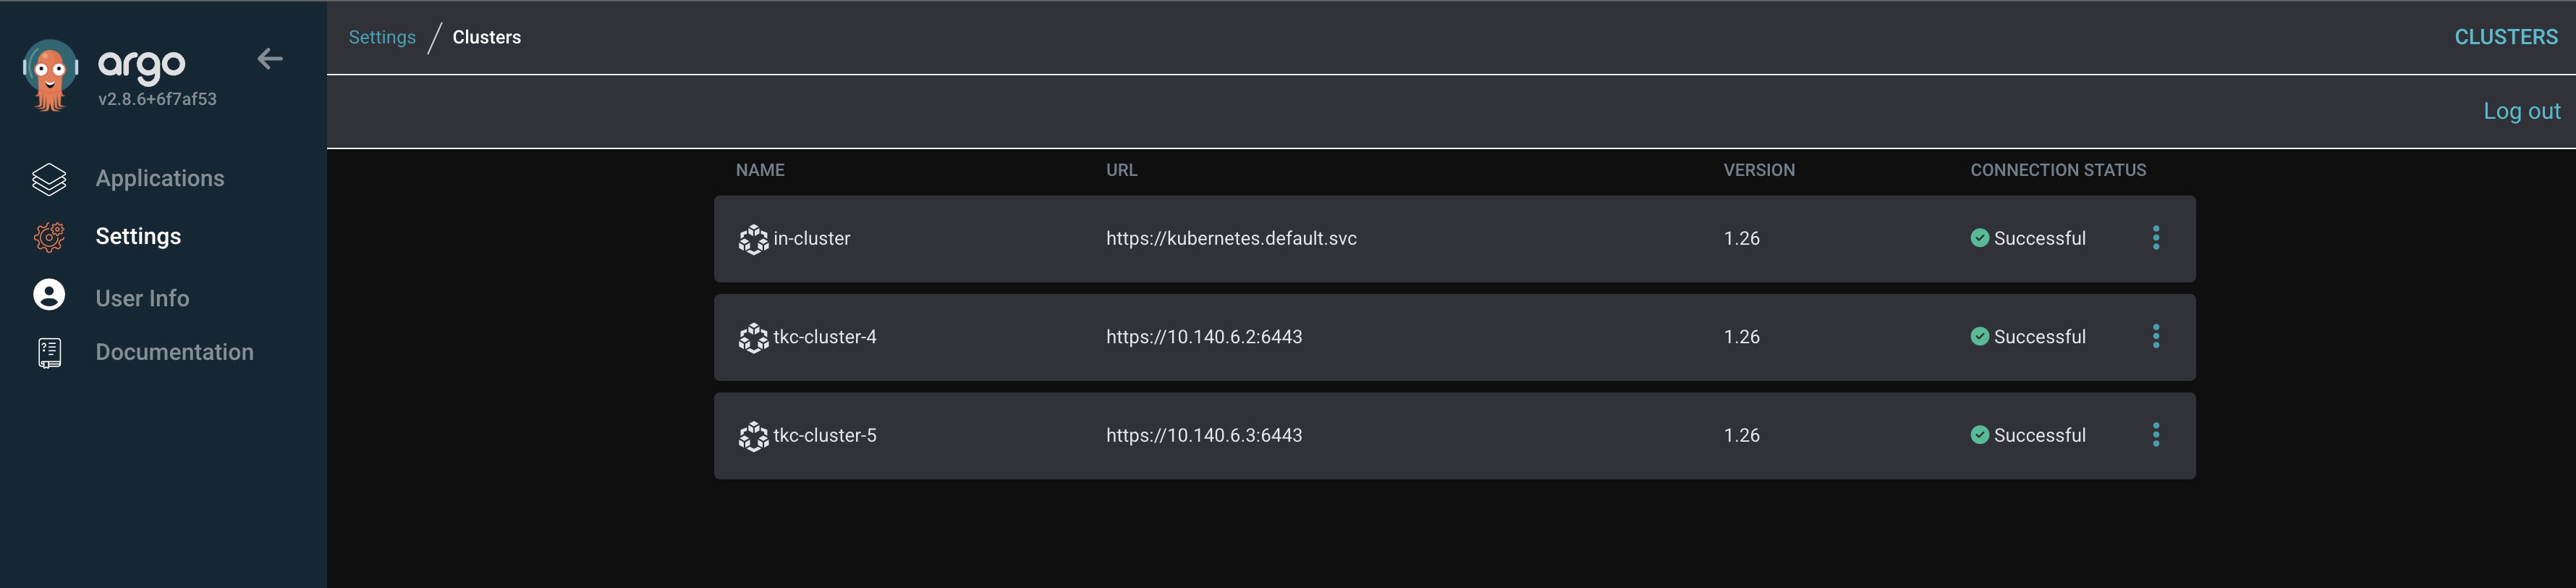 argo
v2.8.6+6f7af53
Applications
Settings
User Info
Documentation
Settings / Clusters
CLUSTERS
Log out
NAME URL VERSION CONNECTION STATUS
in-cluster https://kubernetes.default.svc 1.26 Successful
tkc-cluster-4 https://10.140.6.2:6443 1.26 Successful
tkc-cluster-5 https://10.140.6.3:6443 1.26 Successful